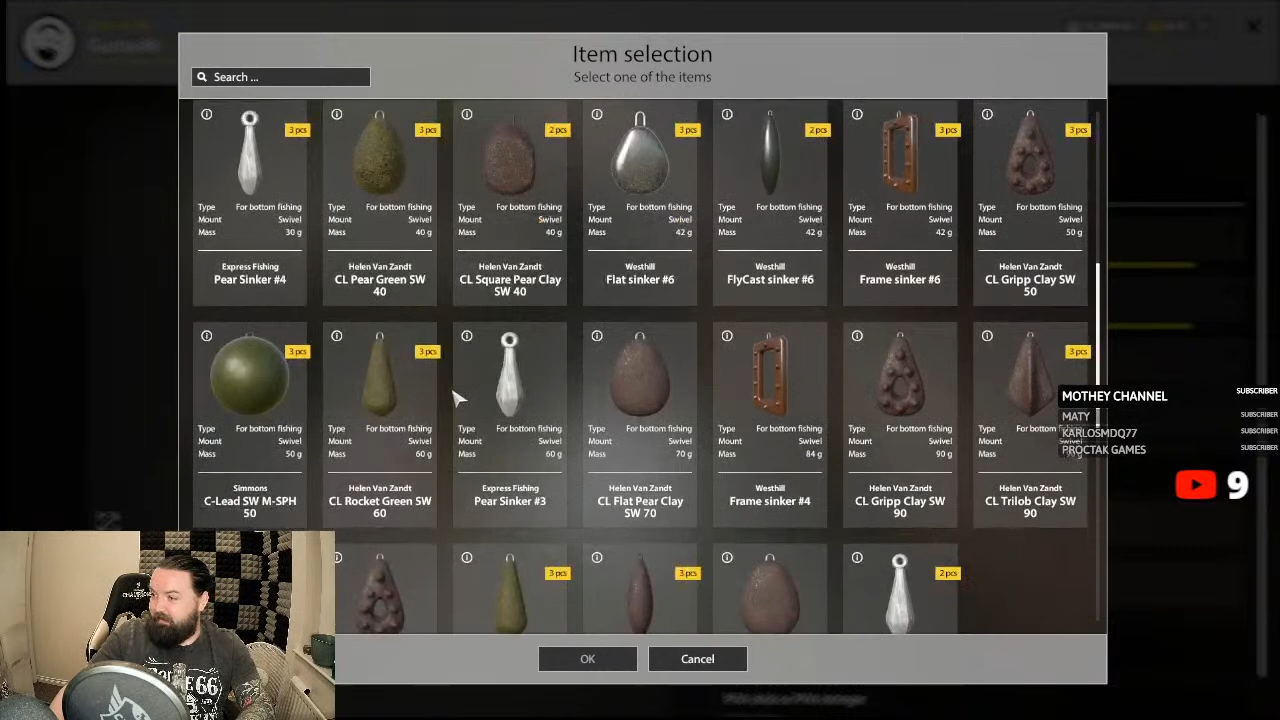 Item selection
Search ...
Select one of the items
3 pcs
3 pcs
2 pcs
3 pcs
2 pcs
3 pcs
3 pcs
Type For bottom fishing
Mount Swivel
Mass 30 g
Express Fishing
Pear Sinker #4
Type For bottom fishing
Mount Swivel
Mass 40 g
Helen Van Zandt
CL Pear Green SW
40
Type For bottom fishing
Mount Swivel
Mass 40 g
Helen Van Zandt
CL Square Pear Clay
SW 40
Type For bottom fishing
Mount Swivel
Mass 42 g
Westhill
Flat sinker #6
Type For bottom fishing
Mount Swivel
Mass 42 g
Westhill
FlyCast sinker #6
Type For bottom fishing
Mount Swivel
Mass 42 g
Westhill
Frame sinker #6
Type For bottom fishing
Mount Swivel
Mass 50 g
Helen Van Zandt
CL Gripp Clay SW
50
3 pcs
3 pcs
3 pcs
Type For bottom fishing
Mount Swivel
Mass 50 g
Simmons
C-Lead SW M-SPH
50
Type For bottom fishing
Mount Swivel
Mass 60 g
Helen Van Zandt
CL Rocket Green SW
60
Type For bottom fishing
Mount Swivel
Mass 60 g
Express Fishing
Pear Sinker #3
Type For bottom fishing
Mount Swivel
Mass 70 g
Helen Van Zandt
CL Flat Pear Clay
SW 70
Type For bottom fishing
Mount Swivel
Mass 84 g
Westhill
Frame sinker #4
Type For bottom fishing
Mount Swivel
Mass 90 g
Helen Van Zandt
CL Gripp Clay SW
90
Type For bottom
Mount
Mass
Helen Van Zandt
CL Trilob Clay SW
90
MOTHEY CHANNEL SUBSCRIBER
MATY SUBSCRIBER
KARLOSMDQ77 SUBSCRIBER
PROCTAK GAMES SUBSCRIBER
9
3 pcs
3 pcs
2 pcs
OK
Cancel
66